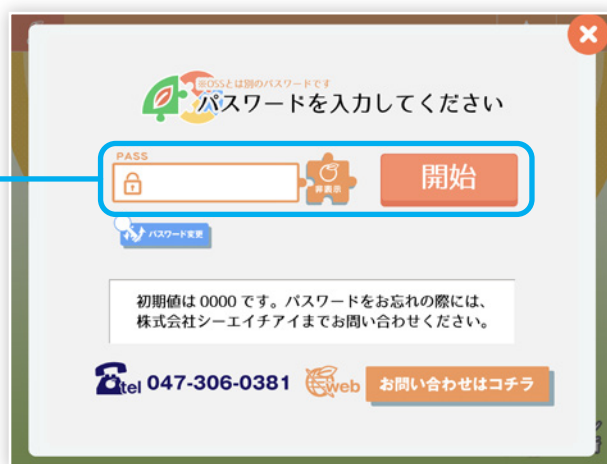 ※OSSとは別のパスワードです
パスワードを入力してください
PASS
非表示
開始
パスワード変更
初期値は 0000 です。パスワードをお忘れの際には、
株式会社シーエイチアイまでお問い合わせください。
tel 047-306-0381 web お問い合わせはコチラ